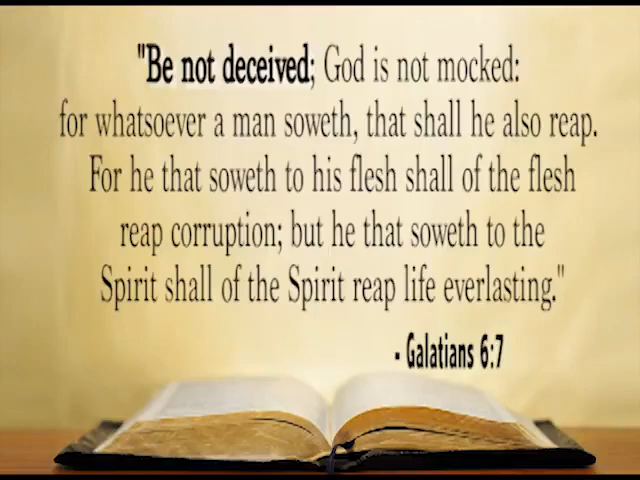 "Be not deceived; God is not mocked:
for whatsoever a man soweth, that shall he also reap.
For he that soweth to his flesh shall of the flesh
reap corruption; but he that soweth to the
Spirit shall of the Spirit reap life everlasting."
- Galatians 6:7